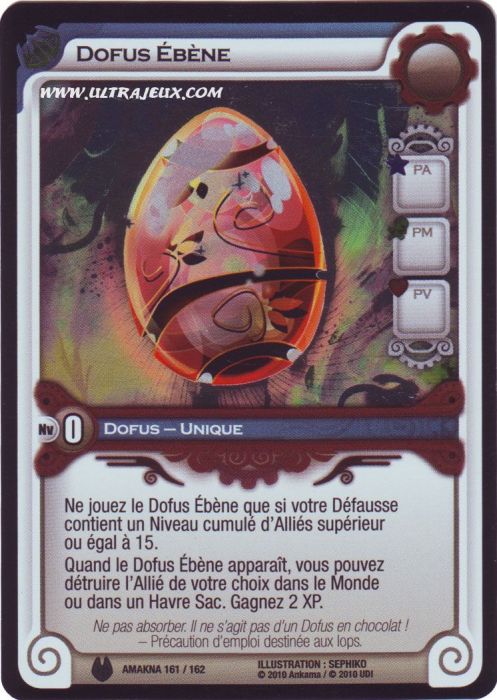 Dofus Ébène
www.ultrajeux.com
PA
PM
PV
Nv 0
Dofus – Unique
Ne jouez le Dofus Ébène que si votre Défausse
contient un Niveau cumulé d'Alliés supérieur
ou égal à 15.
Quand le Dofus Ébène apparaît, vous pouvez
détruire l'Allié de votre choix dans le Monde
ou dans un Havre Sac. Gagnez 2 XP.
Ne pas absorber. Il ne s'agit pas d'un Dofus en chocolat !
– Précaution d'emploi destinée aux Iops.
AMAKNA 161 / 162
ILLUSTRATION : SEPHIKO
© 2010 Ankama / © 2010 UDI